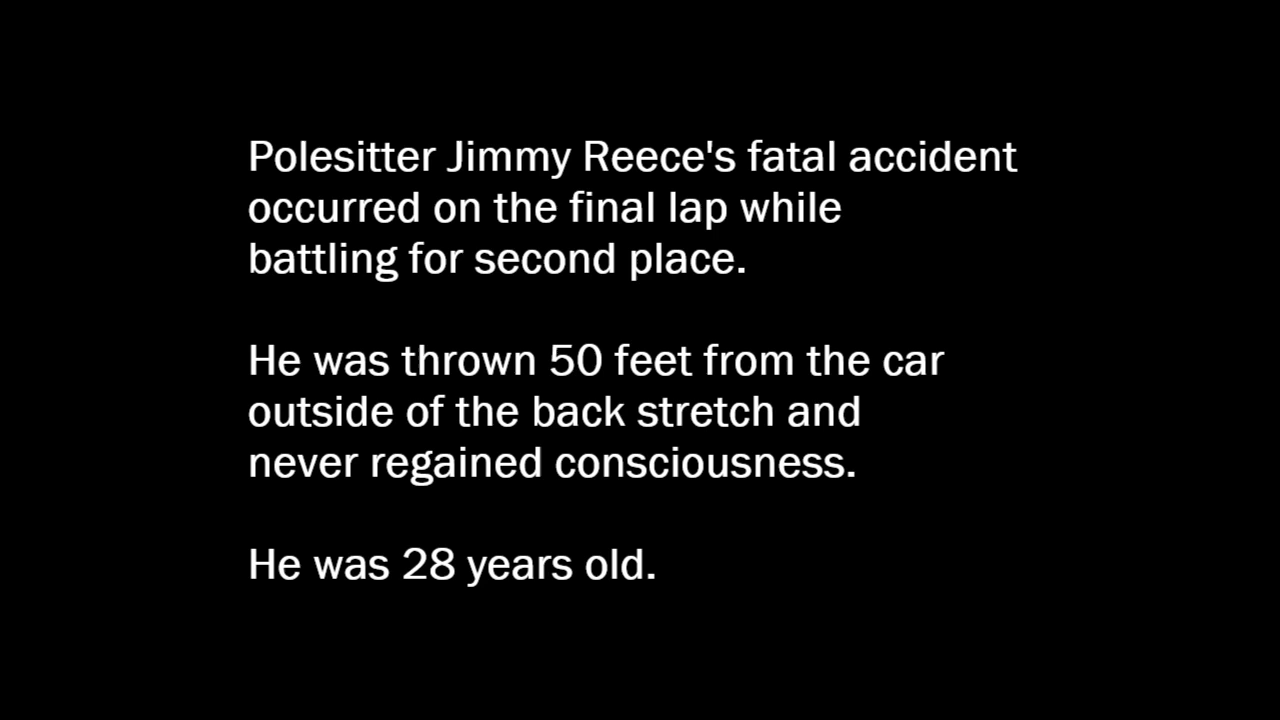 Polesitter Jimmy Reece's fatal accident
occurred on the final lap while
battling for second place.
He was thrown 50 feet from the car
outside of the back stretch and
never regained consciousness.
He was 28 years old.